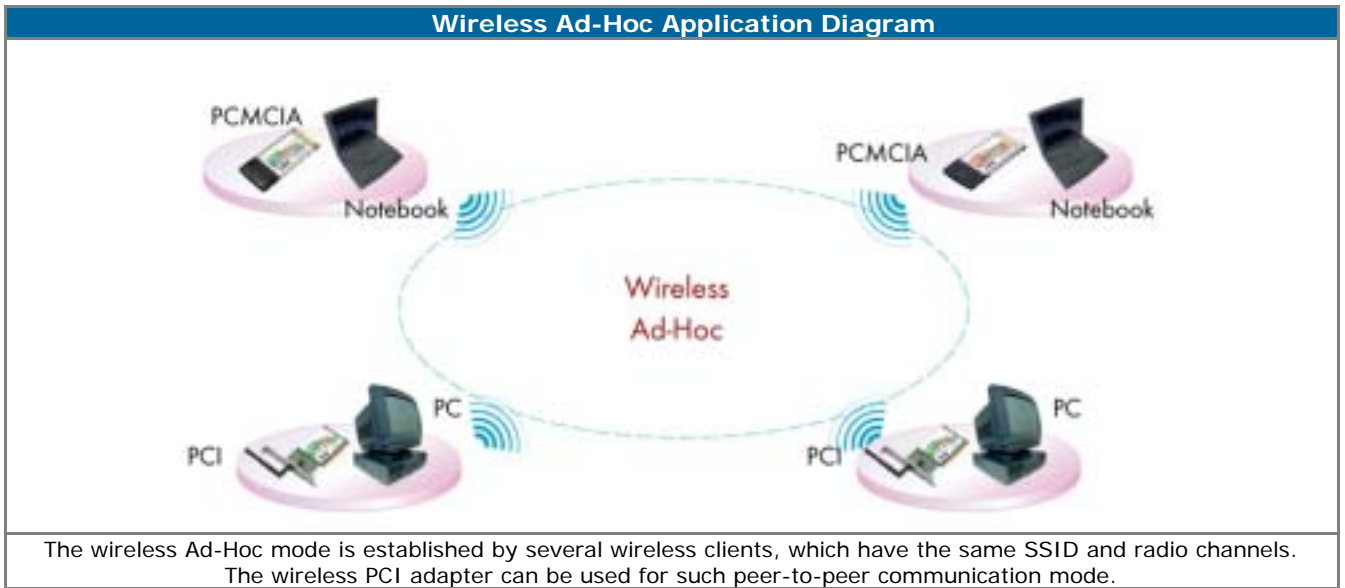 Wireless Ad-Hoc Application Diagram
PCMCIA
Notebook
PCMCIA
Notebook
Wireless
Ad-Hoc
PC
PCI
PC
PCI
The wireless Ad-Hoc mode is established by several wireless clients, which have the same SSID and radio channels.
The wireless PCI adapter can be used for such peer-to-peer communication mode.